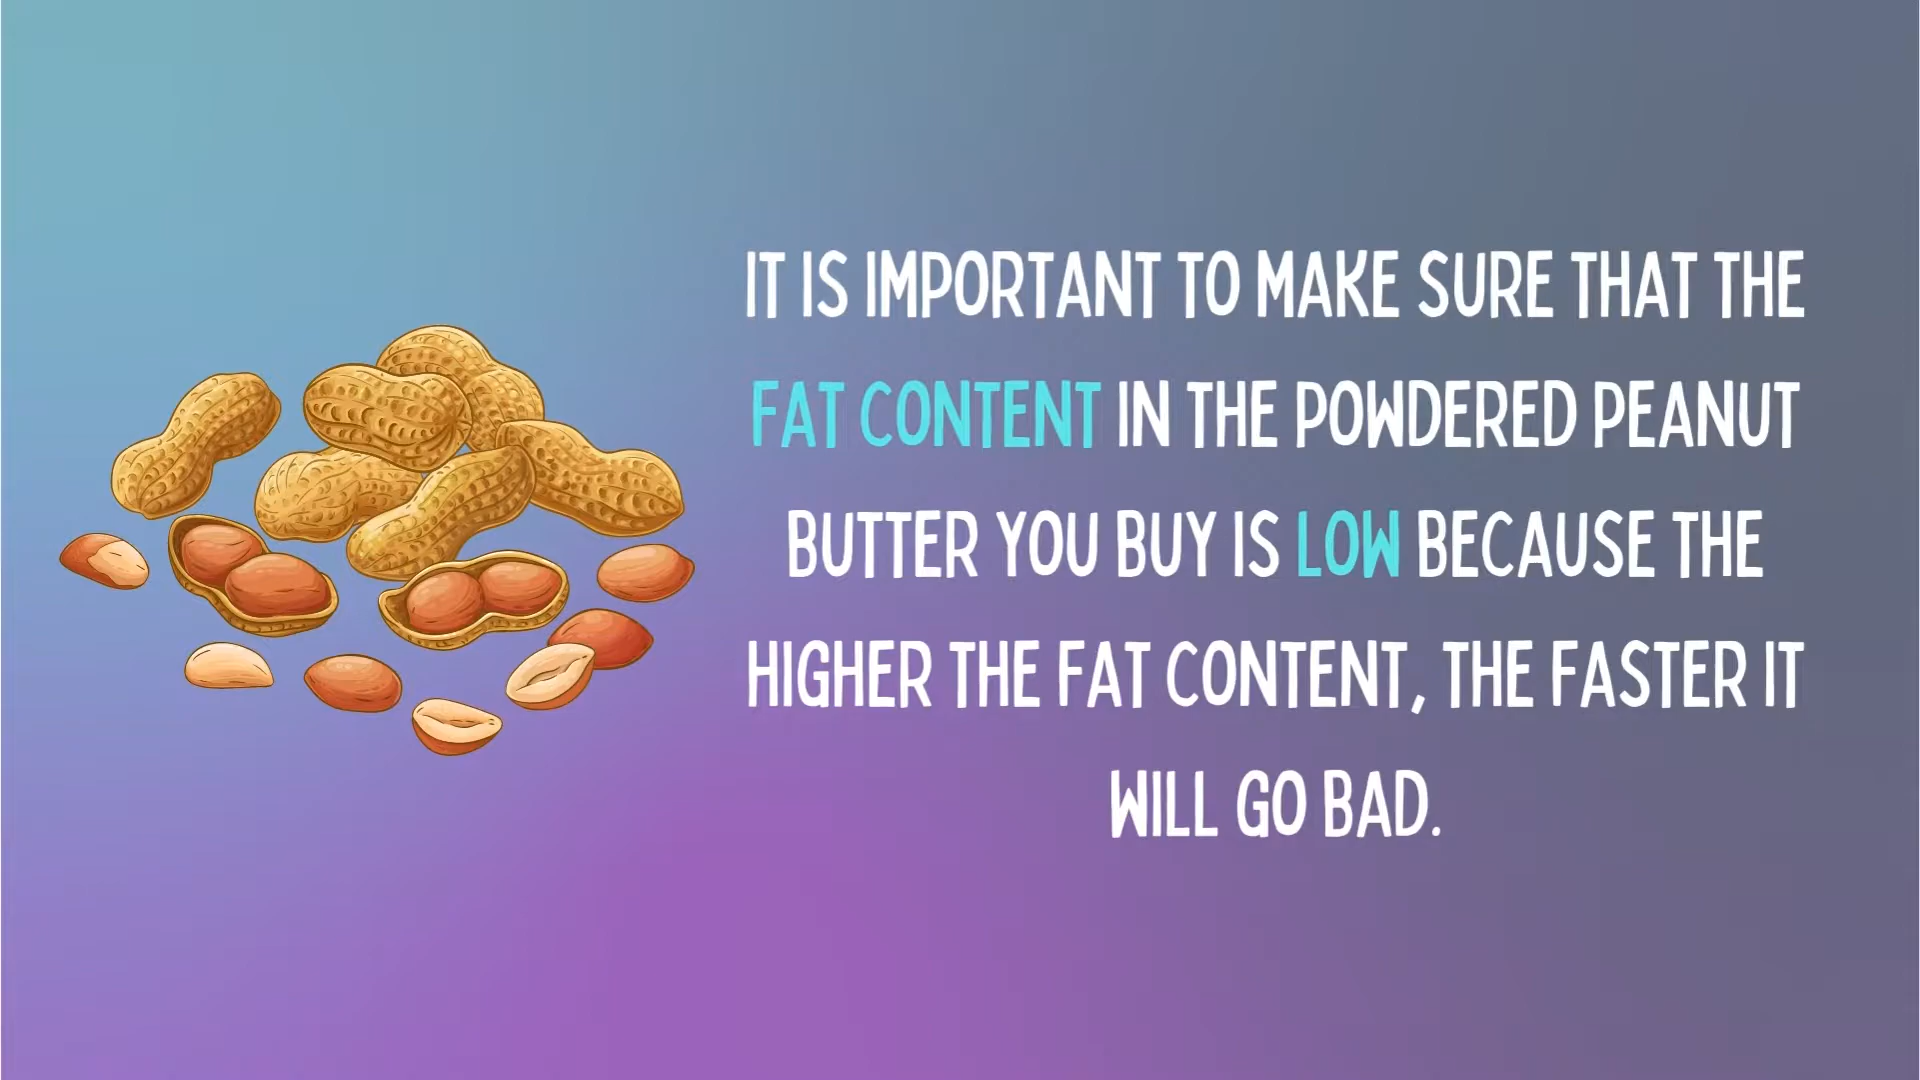 IT IS IMPORTANT TO MAKE SURE THAT THE
FAT CONTENT IN THE POWDERED PEANUT
BUTTER YOU BUY IS LOW BECAUSE THE
HIGHER THE FAT CONTENT, THE FASTER IT
WILL GO BAD.